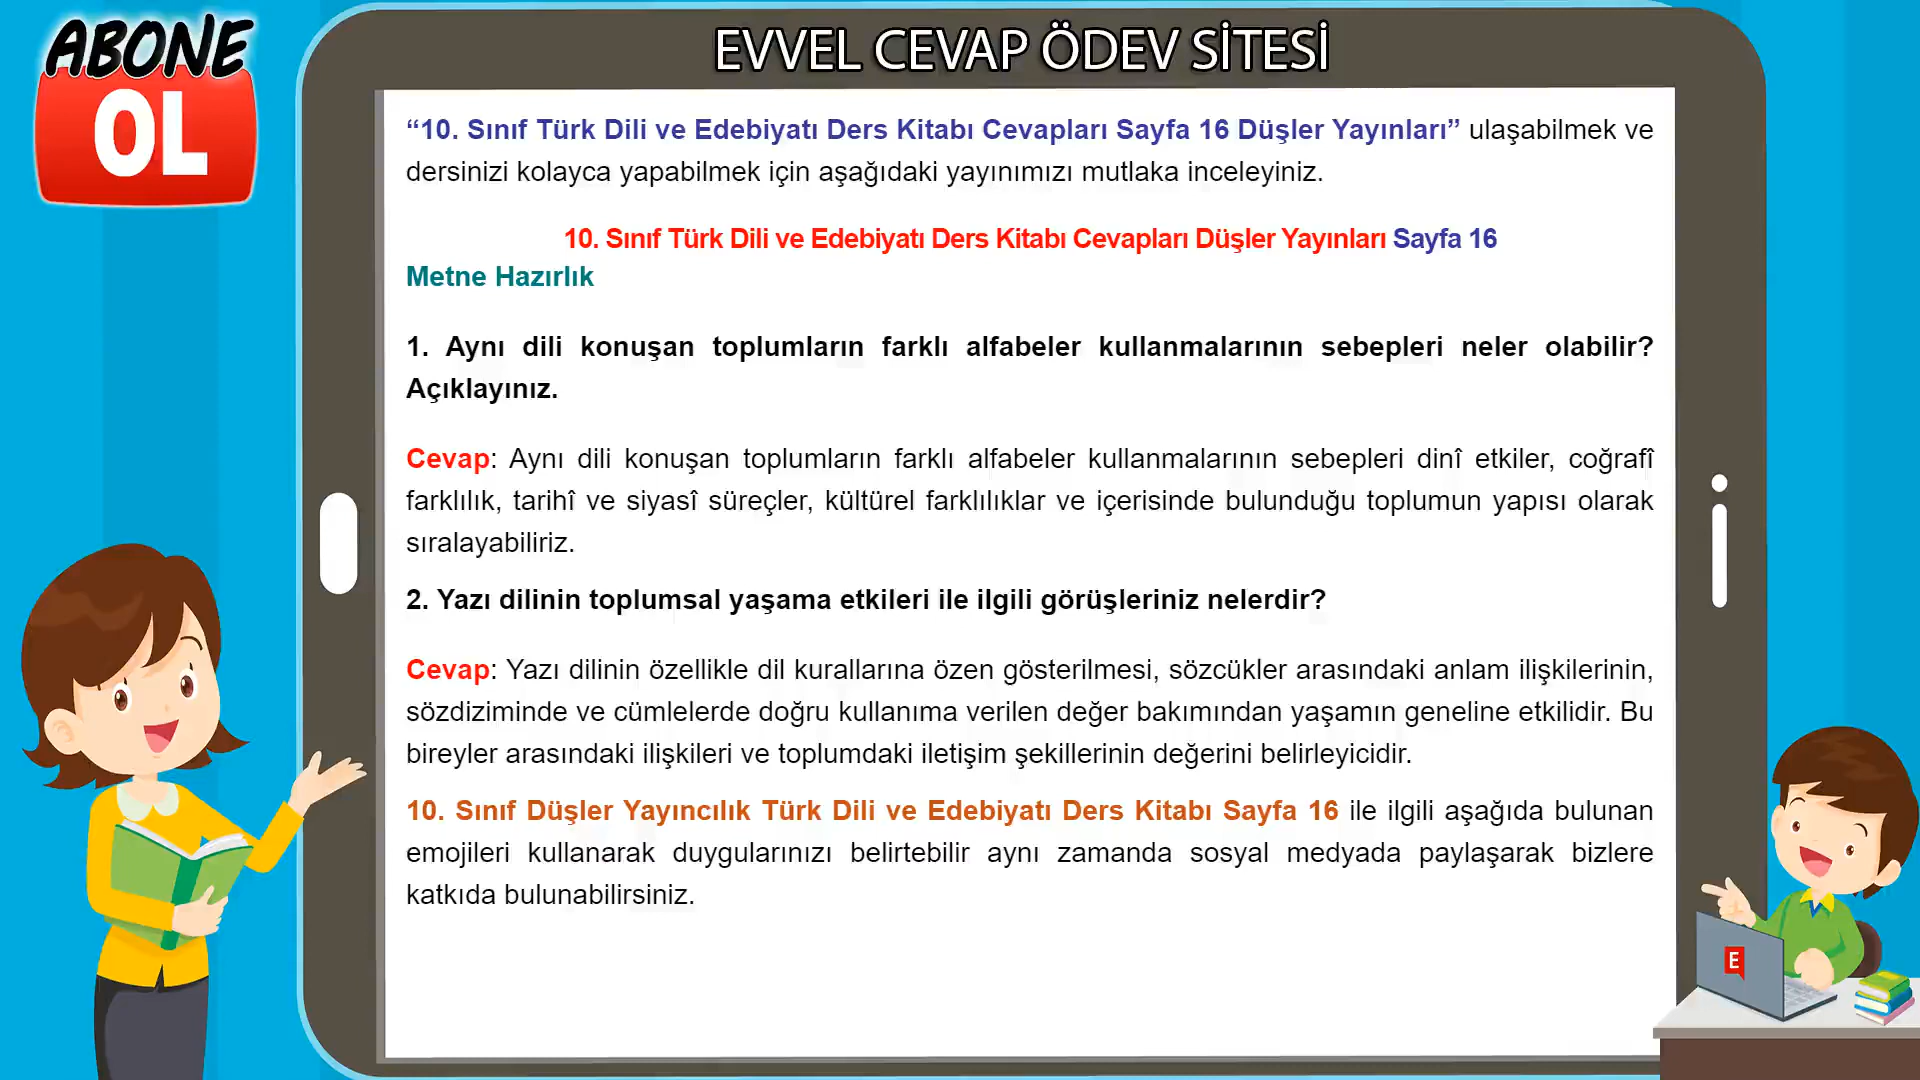 ABONE
OL
EVVEL CEVAP ÖDEV SİTESİ
“10. Sınıf Türk Dili ve Edebiyatı Ders Kitabı Cevapları Sayfa 16 Düşler Yayınları” ulaşabilmek ve
dersinizi kolayca yapabilmek için aşağıdaki yayınımızı mutlaka inceleyiniz.
10. Sınıf Türk Dili ve Edebiyatı Ders Kitabı Cevapları Düşler Yayınları Sayfa 16
Metne Hazırlık
1. Aynı dili konuşan toplumların farklı alfabeler kullanmalarının sebepleri neler olabilir?
Açıklayınız.
Cevap: Aynı dili konuşan toplumların farklı alfabeler kullanmalarının sebepleri dinî etkiler, coğrafî
farklılık, tarihî ve siyasî süreçler, kültürel farklılıklar ve içerisinde bulunduğu toplumun yapısı olarak
sıralayabiliriz.
2. Yazı dilinin toplumsal yaşama etkileri ile ilgili görüşleriniz nelerdir?
Cevap: Yazı dilinin özellikle dil kurallarına özen gösterilmesi, sözcükler arasındaki anlam ilişkilerinin,
sözdiziminde ve cümlelerde doğru kullanıma verilen değer bakımından yaşamın geneline etkilidir. Bu
bireyler arasındaki ilişkileri ve toplumdaki iletişim şekillerinin değerini belirleyicidir.
10. Sınıf Düşler Yayıncılık Türk Dili ve Edebiyatı Ders Kitabı Sayfa 16 ile ilgili aşağıda bulunan
emojileri kullanarak duygularınızı belirtebilir aynı zamanda sosyal medyada paylaşarak bizlere
katkıda bulunabilirsiniz.
E